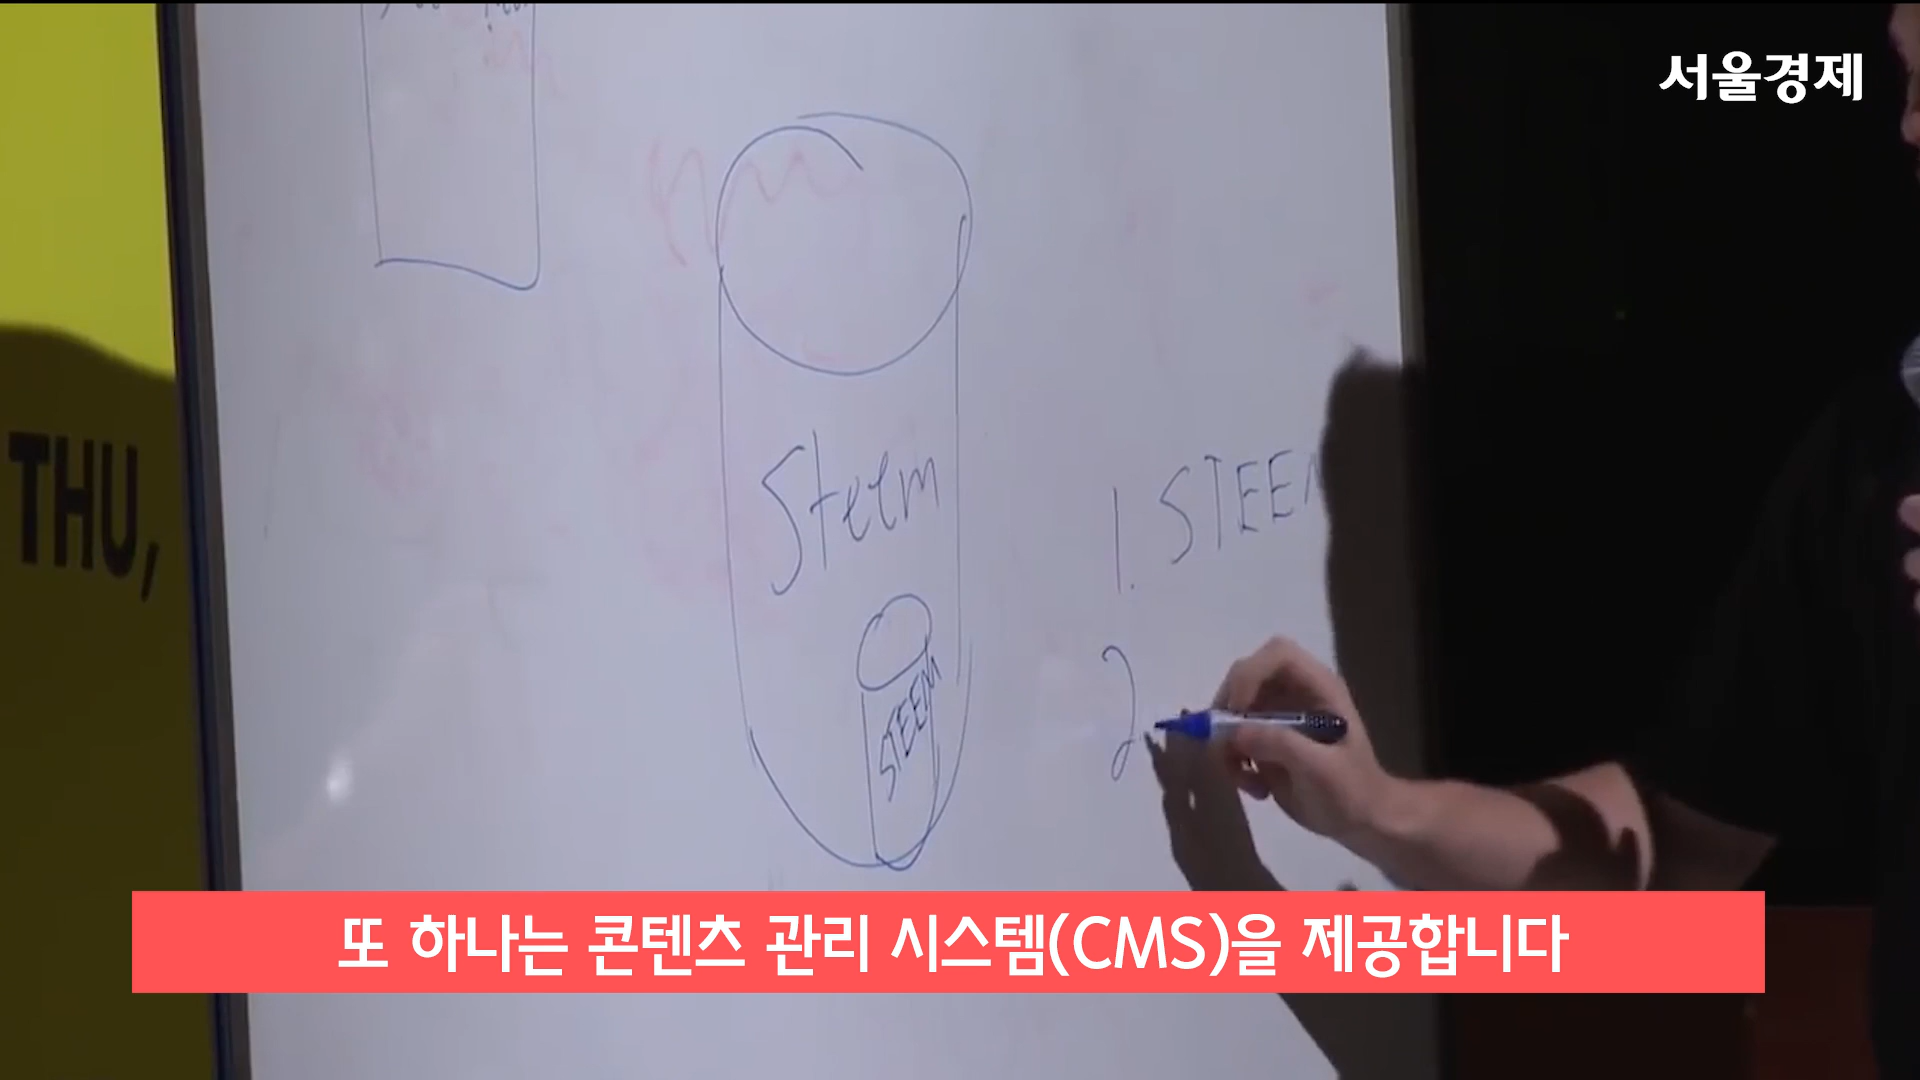 서울경제
THU,
Steem
1. STEEM
STEEM
2
또 하나는 콘텐츠 관리 시스템(CMS)을 제공합니다